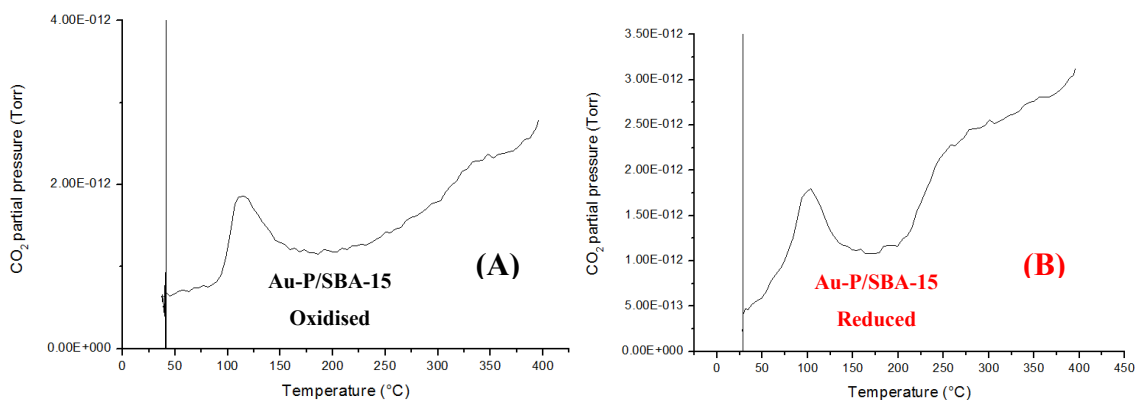 4.00E-012
2.00E-012
0.00E+000
CO₂ partial pressure (Torr)
(A)
Au-P/SBA-15
Oxidised
0 50 100 150 200 250 300 350 400
Temperature (°C)
3.50E-012
3.00E-012
2.50E-012
2.00E-012
1.50E-012
1.00E-012
5.00E-013
0.00E+000
CO₂ partial pressure (Torr)
(B)
Au-P/SBA-15
Reduced
0 50 100 150 200 250 300 350 400 450
Temperature (°C)